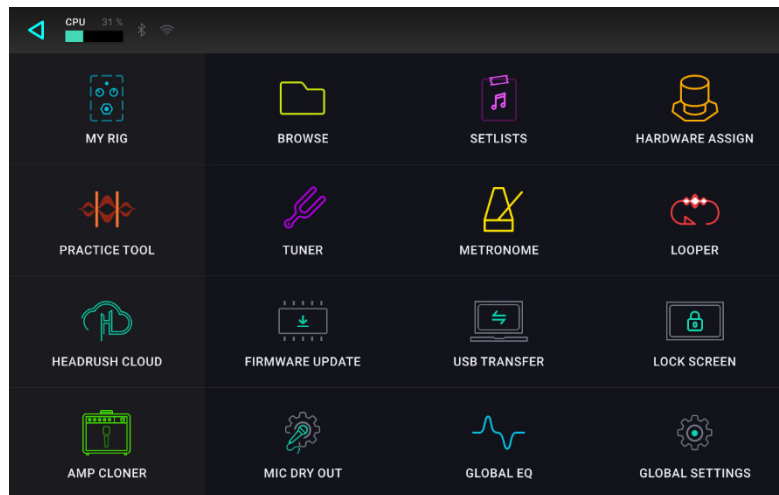 CPU 31 %
MY RIG
BROWSE
SETLISTS
HARDWARE ASSIGN
PRACTICE TOOL
TUNER
METRONOME
LOOPER
HEADRUSH CLOUD
FIRMWARE UPDATE
USB TRANSFER
LOCK SCREEN
AMP CLONER
MIC DRY OUT
GLOBAL EQ
GLOBAL SETTINGS